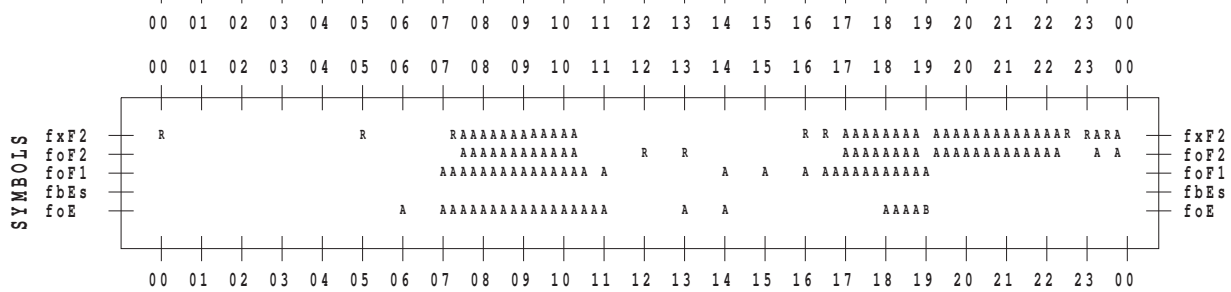 00 01 02 03 04 05 06 07 08 09 10 11 12 13 14 15 16 17 18 19 20 21 22 23 00
00 01 02 03 04 05 06 07 08 09 10 11 12 13 14 15 16 17 18 19 20 21 22 23 00
SYMBOLS
fxF2 R R RAAAAAAAAAAAA R R AAAAAAAA AAAAAAAAAAAAAR RARA fxF2
foF2 AAAAAAAAAAAA R R AAAAAAAA AAAAAAAAAAAAA A A foF2
foF1 AAAAAAAAAAAAAAA A A A A AAAAAAAAAAA foF1
fbEs fbEs
foE A AAAAAAAAAAAAAAAAA A A AAAAB foE
00 01 02 03 04 05 06 07 08 09 10 11 12 13 14 15 16 17 18 19 20 21 22 23 00